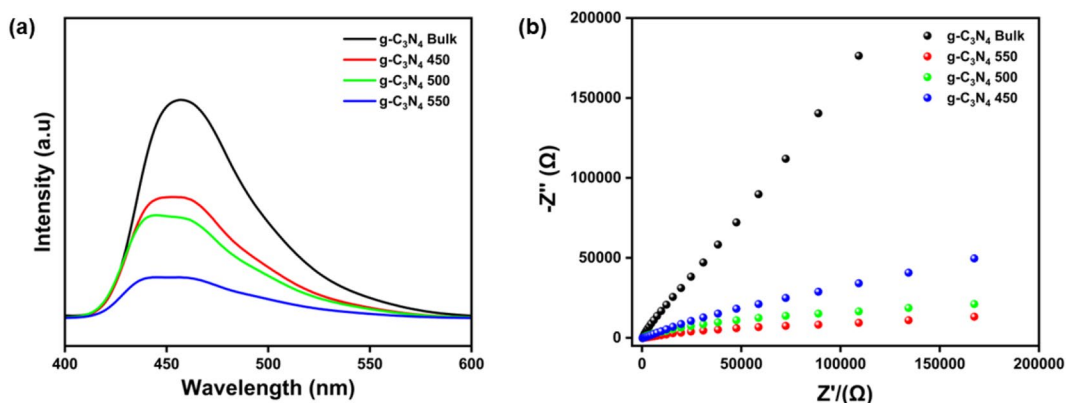 (a)
g-C₃N₄ Bulk
g-C₃N₄ 450
g-C₃N₄ 500
g-C₃N₄ 550
Intensity (a.u)
400 450 500 550 600
Wavelength (nm)
(b)
g-C₃N₄ Bulk
g-C₃N₄ 550
g-C₃N₄ 500
g-C₃N₄ 450
200000
150000
100000
50000
0
-Z'' (Ω)
0 50000 100000 150000 200000
Z'/(Ω)